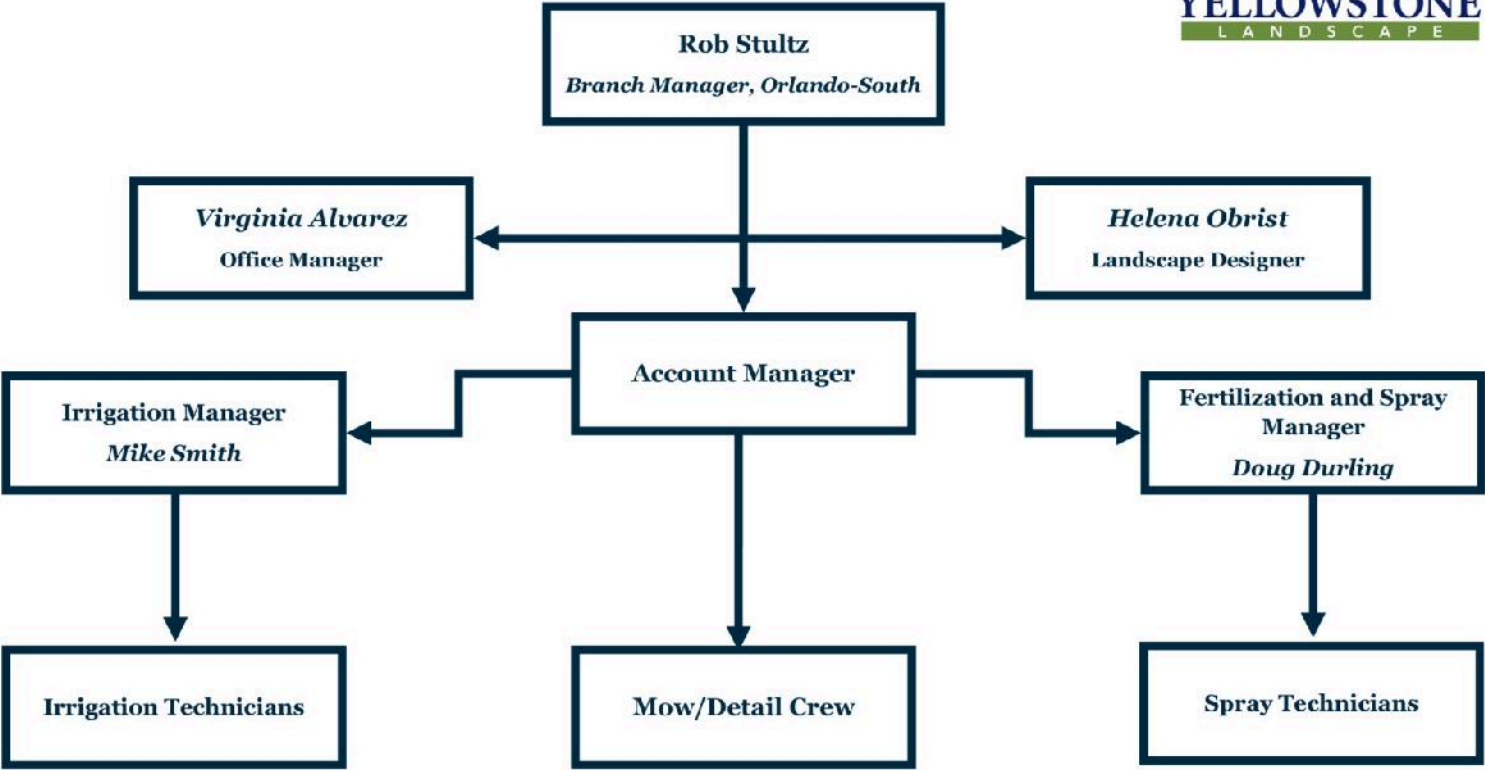 YELLOWSTONE
LANDSCAPE
Rob Stultz
Branch Manager, Orlando-South
Virginia Alvarez
Office Manager
Helena Obrist
Landscape Designer
Account Manager
Irrigation Manager
Mike Smith
Fertilization and Spray
Manager
Doug Durling
Irrigation Technicians
Mow/Detail Crew
Spray Technicians